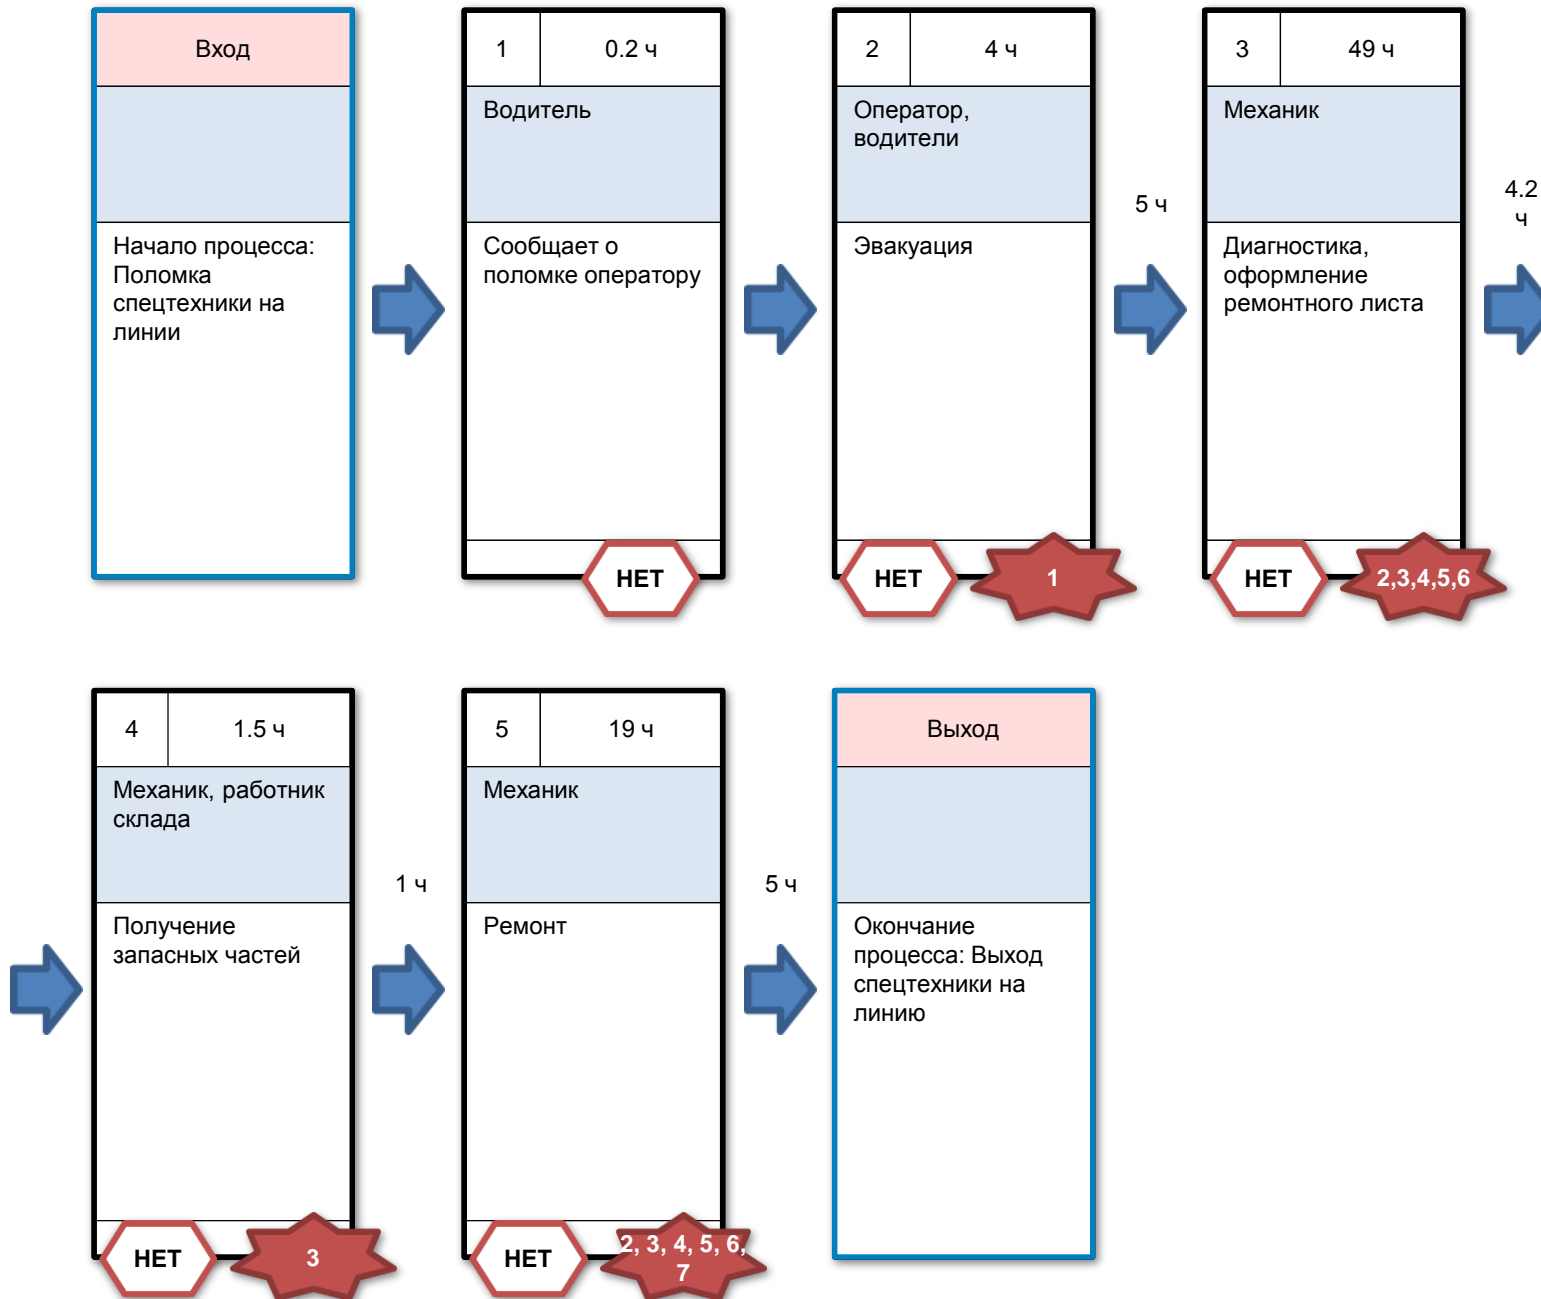 Вход
Начало процесса:
Поломка
спецтехники на
линии
1
0.2 ч
Водитель
Сообщает о
поломке оператору
НЕТ
2
4 ч
Оператор,
водители
Эвакуация
НЕТ
1
5 ч
3
49 ч
Механик
Диагностика,
оформление
ремонтного листа
НЕТ
2,3,4,5,6
4.2
ч
4
1.5 ч
Механик, работник
склада
Получение
запасных частей
НЕТ
3
1 ч
5
19 ч
Механик
Ремонт
НЕТ
2, 3, 4, 5, 6,
7
5 ч
Выход
Окончание
процесса: Выход
спецтехники на
линию